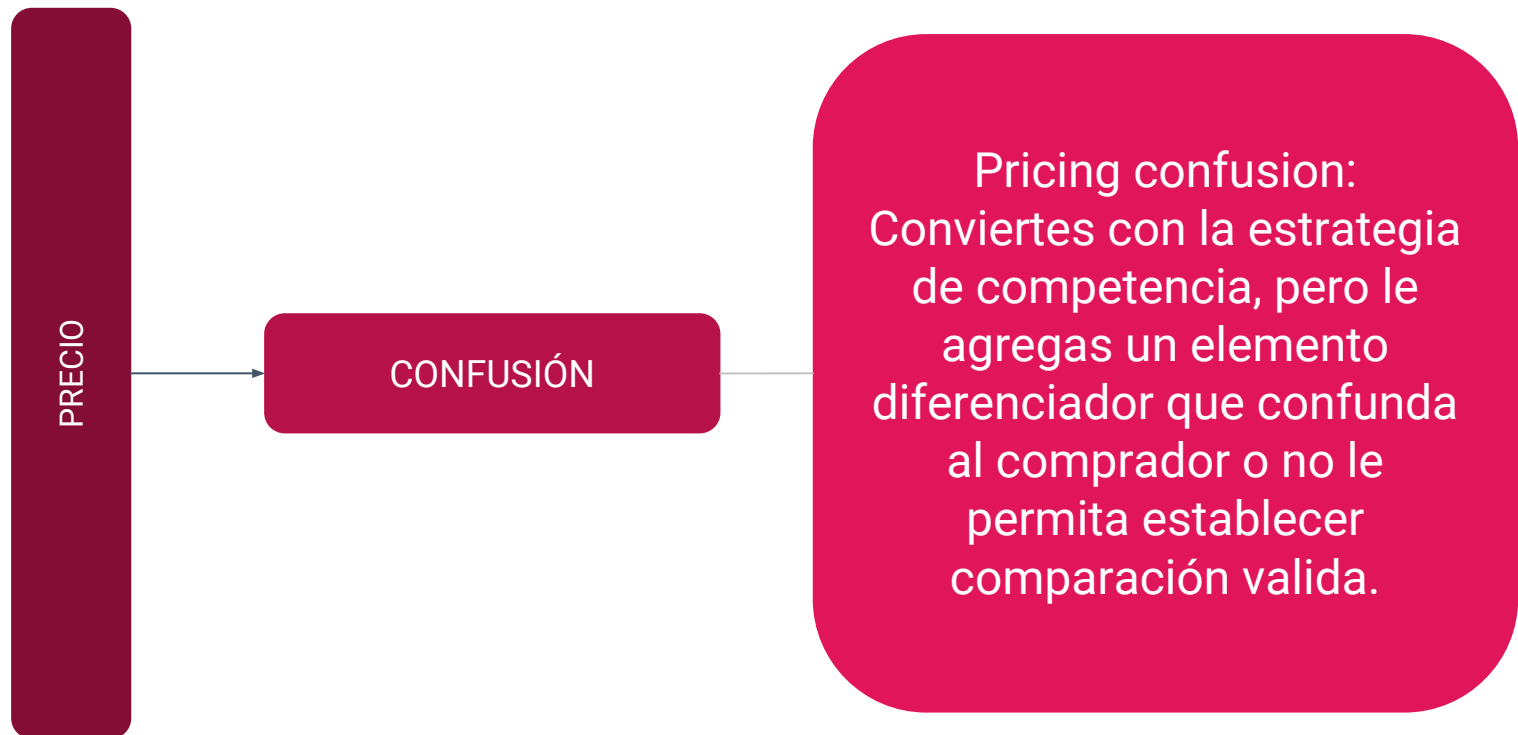 PRECIO
CONFUSIÓN
Pricing confusion:
Conviertes con la estrategia
de competencia, pero le
agregas un elemento
diferenciador que confunda
al comprador o no le
permita establecer
comparación valida.